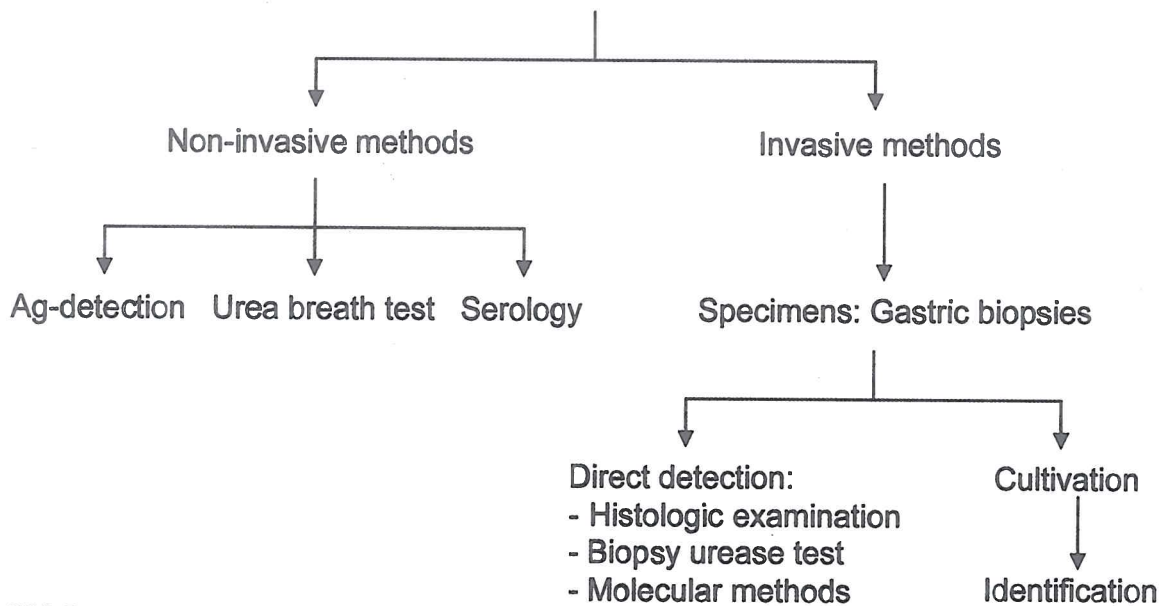 Non-invasive methods
Invasive methods
Ag-detection
Urea breath test
Serology
Specimens: Gastric biopsies
Direct detection:
- Histologic examination
- Biopsy urease test
- Molecular methods
Cultivation
Identification